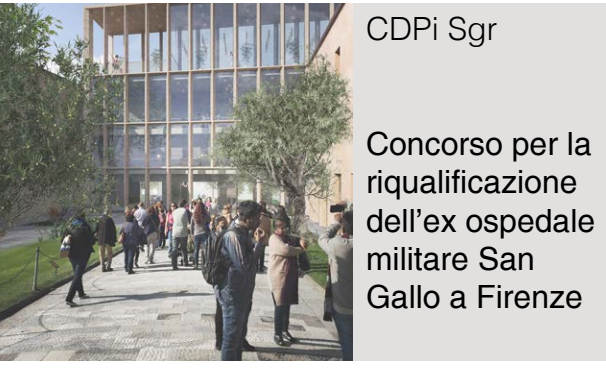 CDPi Sgr
Concorso per la
riqualificazione
dell'ex ospedale
militare San
Gallo a Firenze